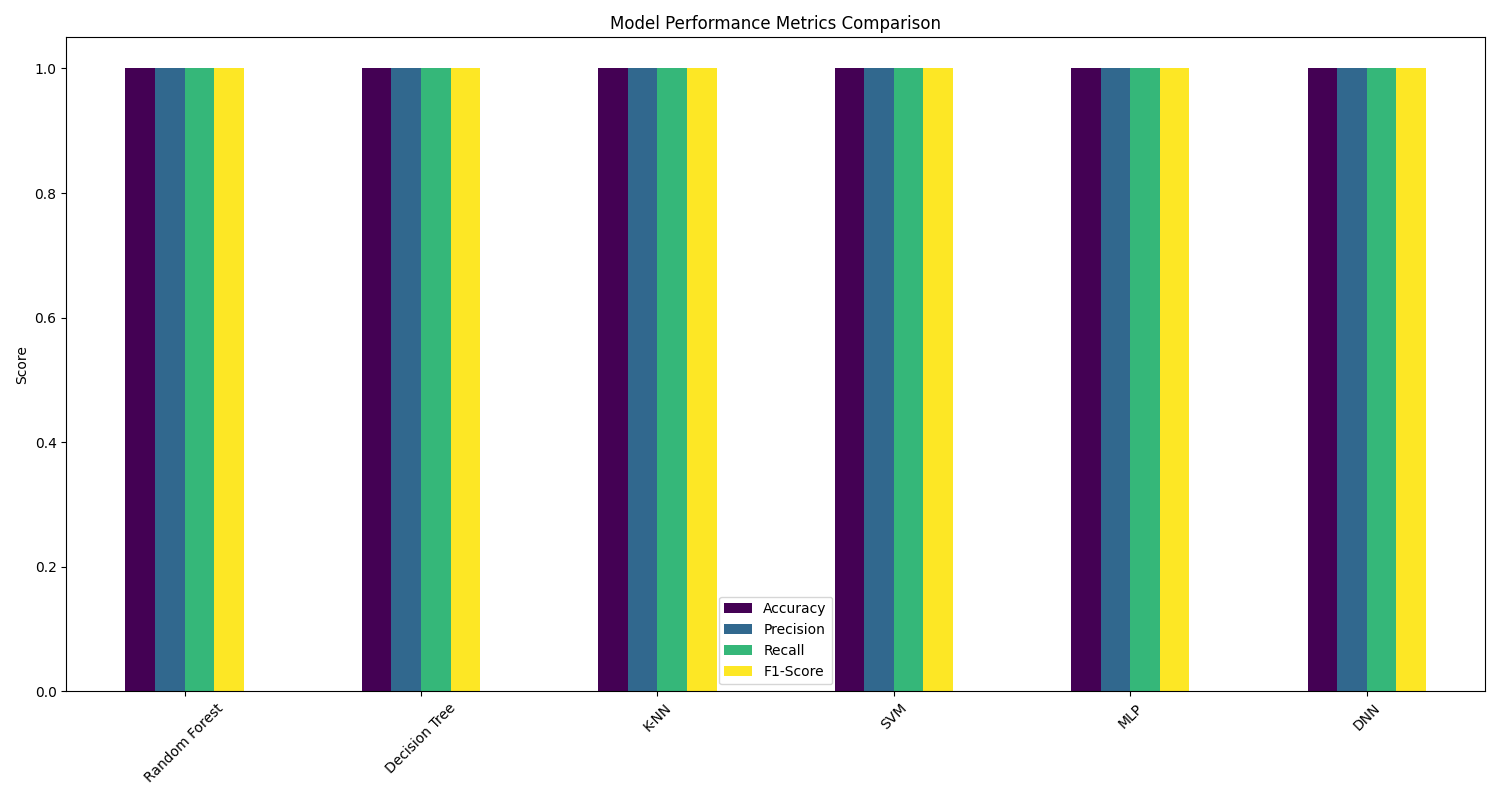 Model Performance Metrics Comparison
Score
1.0
0.8
0.6
0.4
0.2
0.0
Accuracy
Precision
Recall
F1-Score
Random Forest
Decision Tree
K-NN
SVM
MLP
DNN